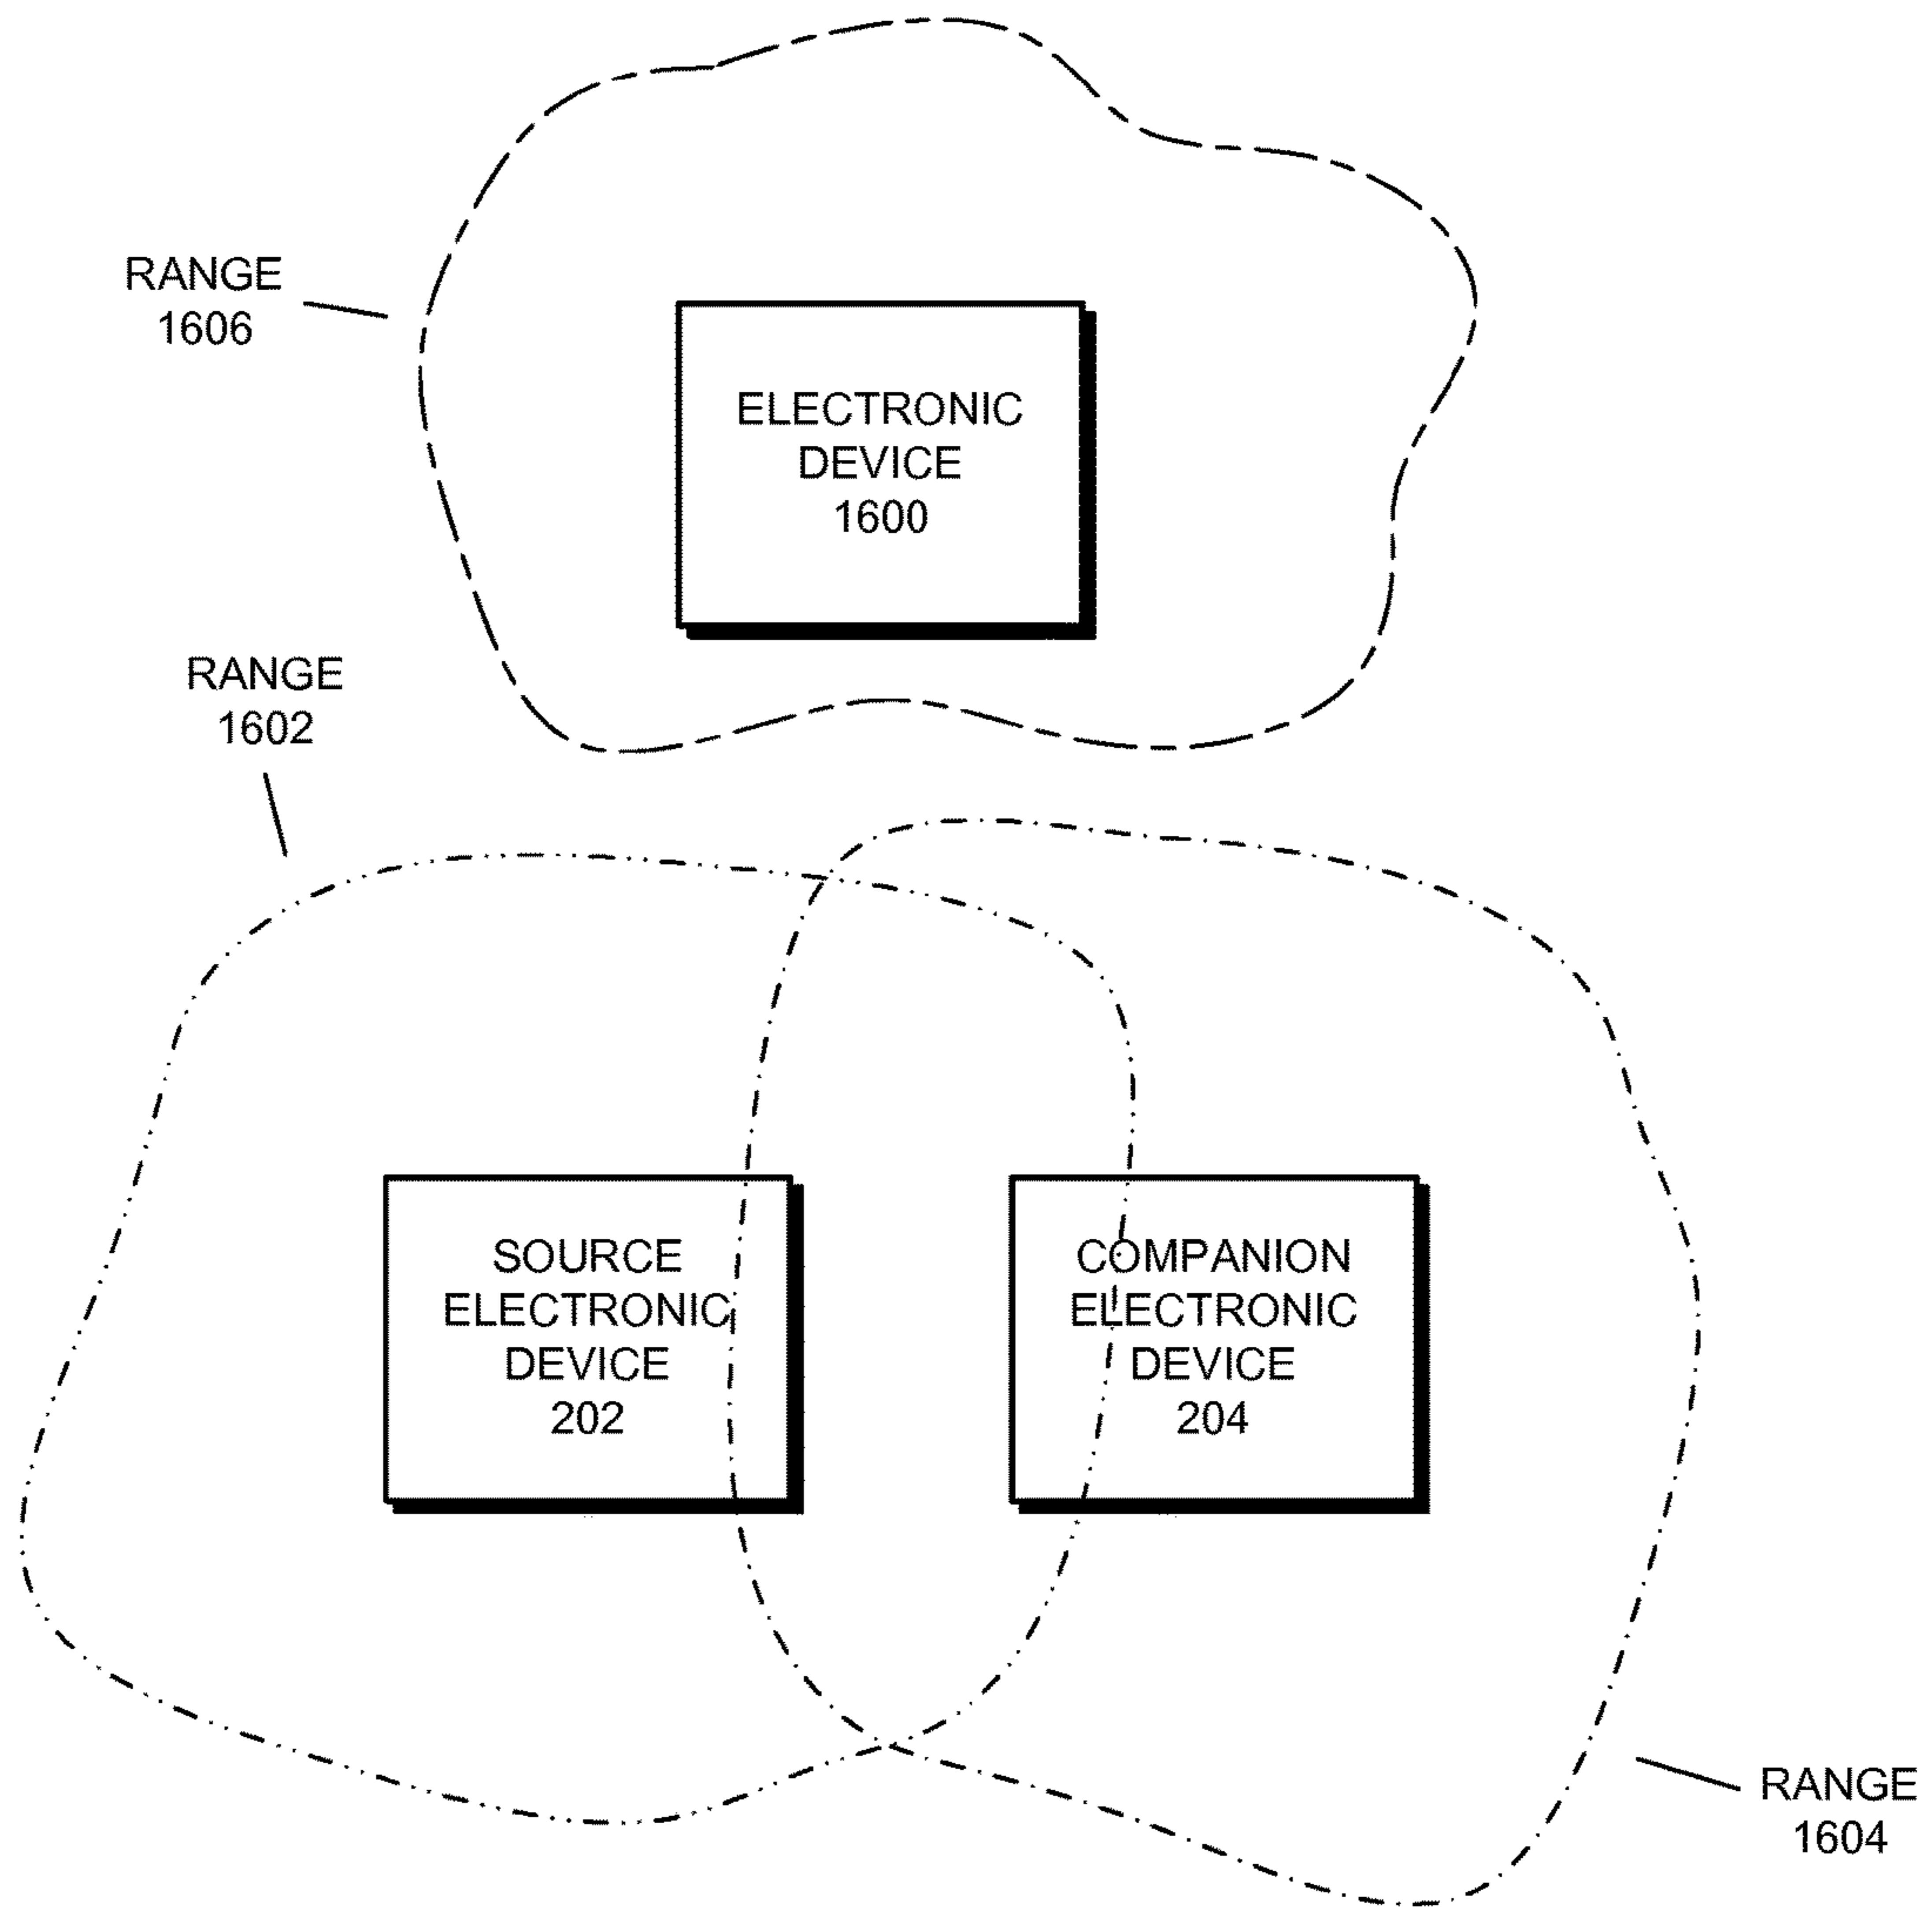 RANGE
1606
ELECTRONIC
DEVICE
1600
RANGE
1602
SOURCE
ELECTRONIC
DEVICE
202
COMPANION
ELECTRONIC
DEVICE
204
RANGE
1604